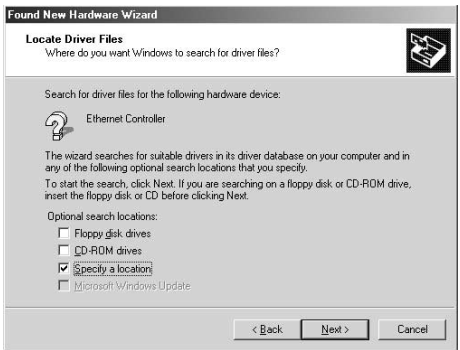 Found New Hardware Wizard
Locate Driver Files
Where do you want Windows to search for driver files?
Search for driver files for the following hardware device:
Ethernet Controller
The wizard searches for suitable drivers in its driver database on your computer and in
any of the following optional search locations that you specify.
To start the search, click Next. If you are searching on a floppy disk or CD-ROM drive,
insert the floppy disk or CD before clicking Next.
Optional search locations:
Floppy disk drives
CD-ROM drives
Specify a location
Microsoft Windows Update
< Back
Next >
Cancel